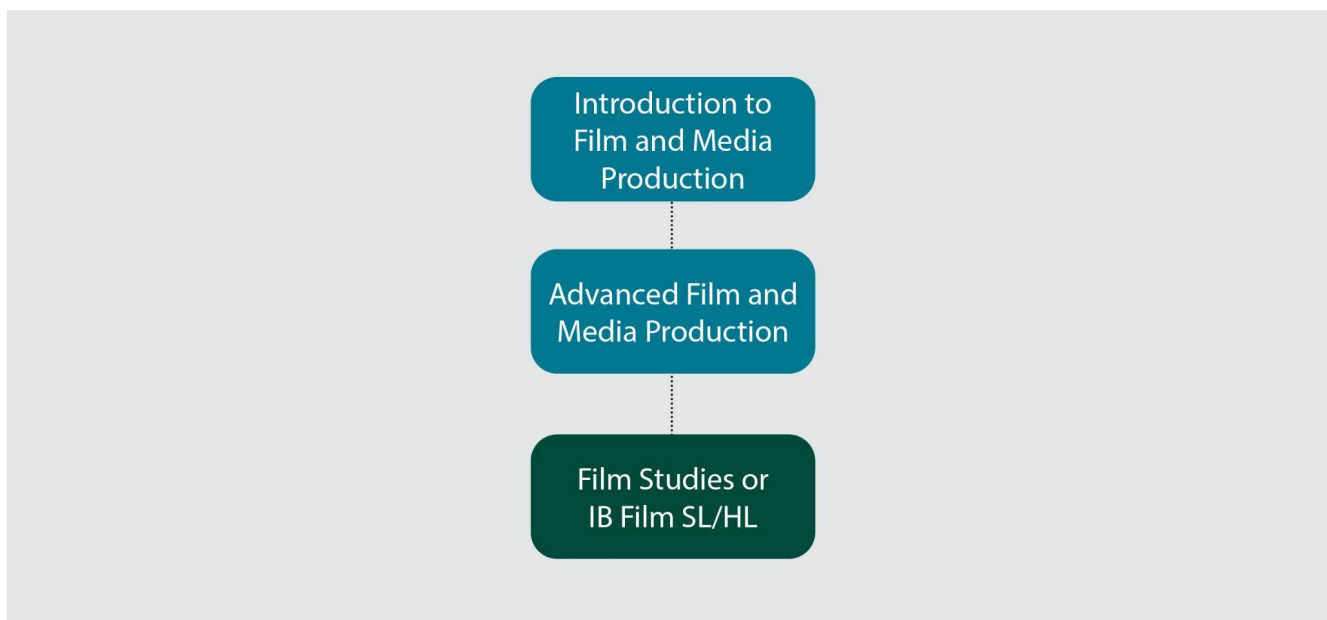 Introduction to
Film and Media
Production
Advanced Film and
Media Production
Film Studies or
IB Film SL/HL